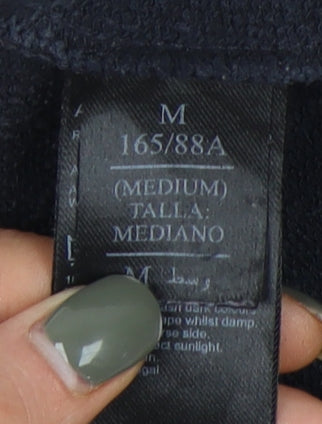 M
165/88A
(MEDIUM)
TALLA:
MEDIANO
M وسط
dark colours
whilst damp.
side.
sunlight.